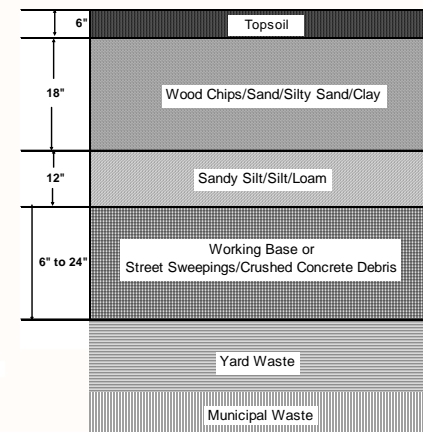 6"
Topsoil
18"
Wood Chips/Sand/Silty Sand/Clay
12"
Sandy Silt/Silt/Loam
6" to 24"
Working Base or
Street Sweepings/Crushed Concrete Debris
Yard Waste
Municipal Waste